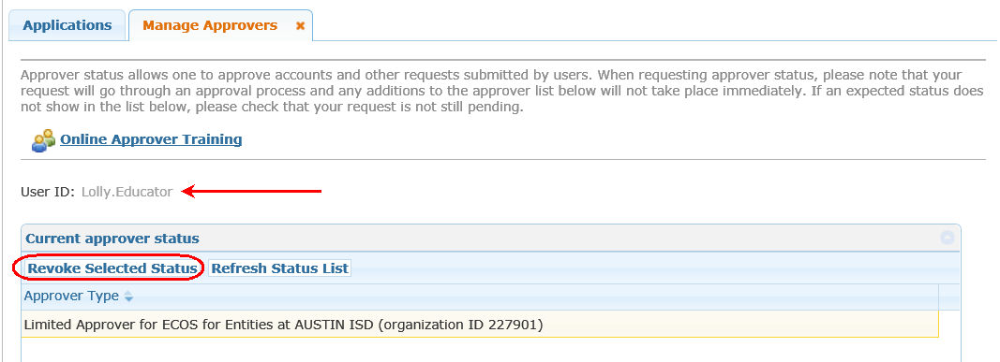 Applications
Manage Approvers
Approver status allows one to approve accounts and other requests submitted by users. When requesting approver status, please note that your
request will go through an approval process and any additions to the approver list below will not take place immediately. If an expected status does
not show in the list below, please check that your request is not still pending.
Online Approver Training
User ID: Lolly.Educator
Current approver status
Revoke Selected Status Refresh Status List
Approver Type
Limited Approver for ECOS for Entities at AUSTIN ISD (organization ID 227901)